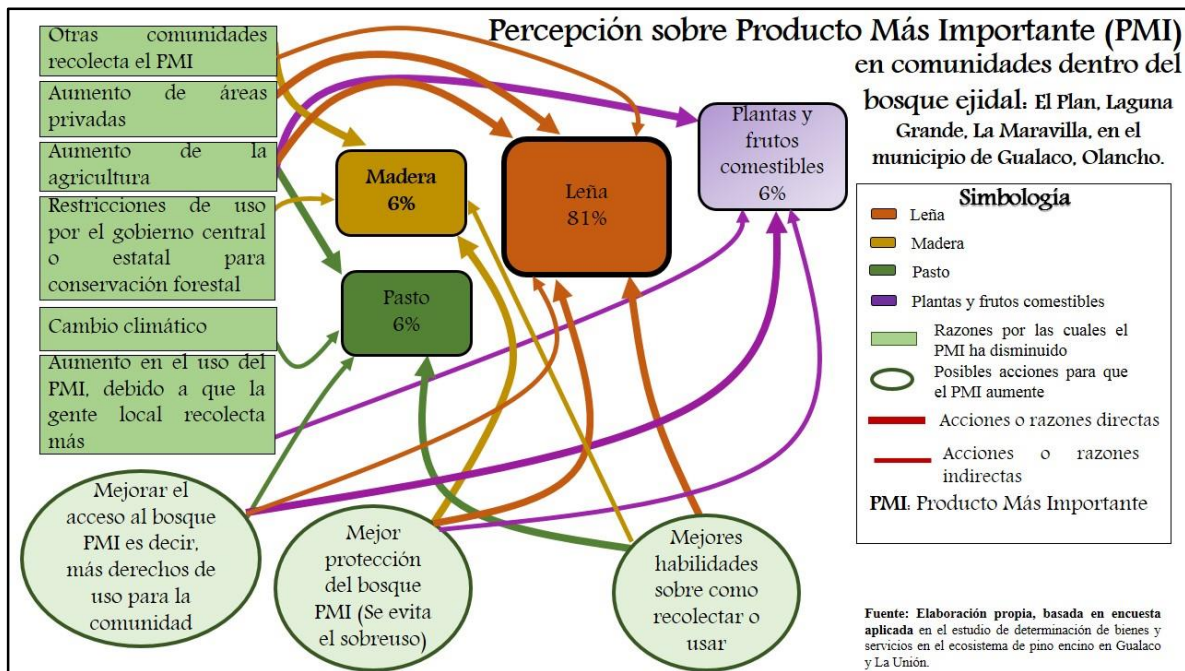 Percepción sobre Producto Más Importante (PMI)
en comunidades dentro del
bosque ejidal: El Plan, Laguna
Grande, La Maravilla, en el
municipio de Gualaco, Olancho.
Otras comunidades
recolecta el PMI
Aumento de áreas
privadas
Aumento de la
agricultura
Restricciones de uso
por el gobierno central
o estatal para
conservación forestal
Cambio climático
Aumento en el uso del
PMI, debido a que la
gente local recolecta
más
Madera
6%
Pasto
6%
Leña
81%
Plantas y
frutos
comestibles
6%
Mejorar el
acceso al bosque
PMI es decir,
más derechos de
uso para la
comunidad
Mejor
protección
del bosque
PMI (Se evita
el sobreuso)
Mejores
habilidades
sobre como
recolectar o
usar
Simbología
Leña
Madera
Pasto
Plantas y frutos comestibles
Razones por las cuales el
PMI ha disminuido
Posibles acciones para que
el PMI aumente
Acciones o razones directas
Acciones o razones
indirectas
PMI: Producto Más Importante
Fuente: Elaboración propia, basada en encuesta
aplicada en el estudio de determinación de bienes y
servicios en el ecosistema de pino encino en Gualaco
y La Unión.